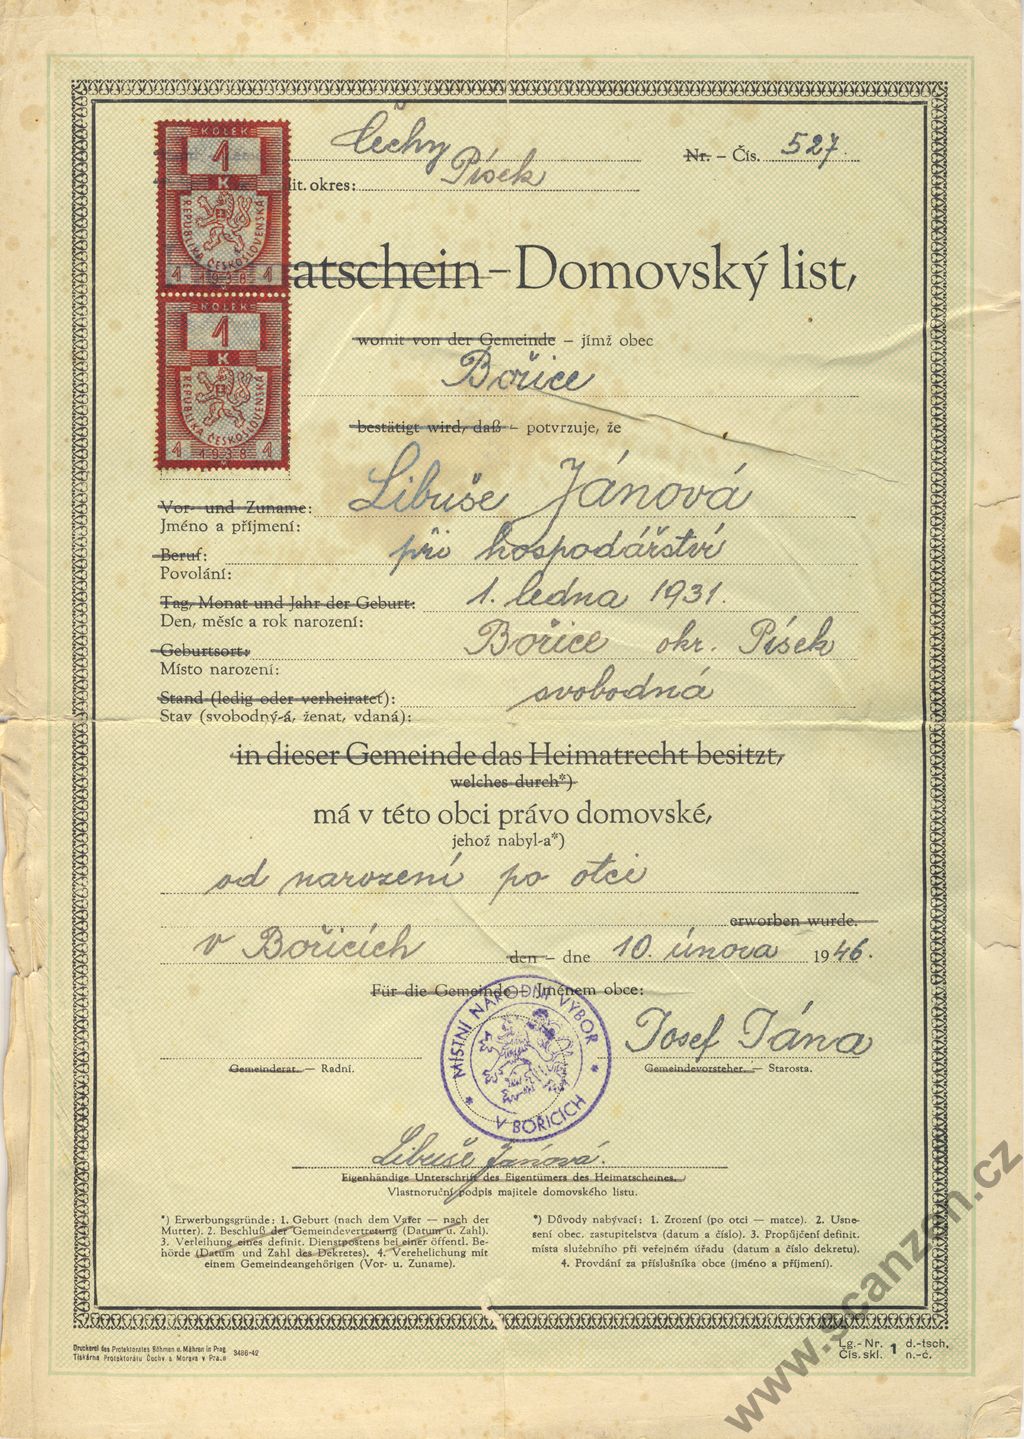 Čechy
Nr. – Čís. 527.
lit. okres: Písek
KOLEK
1
K
REPUBLIKA ČESKOSLOVENSKÁ
1 1938 1
KOLEK
1
K
REPUBLIKA ČESKOSLOVENSKÁ
1 1938 1
atschein – Domovský list,
womit von der Gemeinde – jímž obec
Bořice
bestätigt wird, daß – potvrzuje, že
Vor- und Zuname: Libuše Jánová
Jméno a příjmení:
Beruf: při hospodářství
Povolání:
Tag, Monat und Jahr der Geburt: 1. ledna 1931.
Den, měsíc a rok narození:
Geburtsort: Bořice okr. Písek
Místo narození:
Stand (ledig oder verheiratet): svobodná
Stav (svobodný-á, ženat, vdaná):
in dieser Gemeinde das Heimatrecht besitzt,
welches durch*)
má v této obci právo domovské,
jehož nabyl-a*)
od narození po otci
erworben wurde.
v Bořicích den – dne 10. února 1946.
Für die Gemeinde – Jménem obce:
MÍSTNÍ NÁRODNÍ VÝBOR
* V BOŘICÍCH *
Josef Jána
Gemeinderat. – Radní.
Gemeindevorsteher. – Starosta.
Libuše Jáňová.
Eigenhändige Unterschrift des Eigentümers des Heimatscheines.
Vlastnoruční podpis majitele domovského listu.
*) Erwerbungsgründe: 1. Geburt (nach dem Vater — nach der
Mutter). 2. Beschluß der Gemeindevertretung (Datum u. Zahl).
3. Verleihung eines definit. Dienstpostens bei einer öffentl. Be-
hörde (Datum und Zahl des Dekretes). 4. Verehelichung mit
einem Gemeindeangehörigen (Vor- u. Zuname).
*) Důvody nabývací: 1. Zrození (po otci — matce). 2. Usne-
sení obec. zastupitelstva (datum a číslo). 3. Propůjčení definit.
místa služebního při veřejném úřadu (datum a číslo dekretu).
4. Provdání za příslušníka obce (jméno a příjmení).
Druckerei des Protektorates Böhmen u. Mähren in Prag
Tiskárna Protektorátu Čechy a Morava v Praze
3486-42
Lg.-Nr. 1 d.-tsch.
Čís. skl. n.-č.
www.scanzen.cz